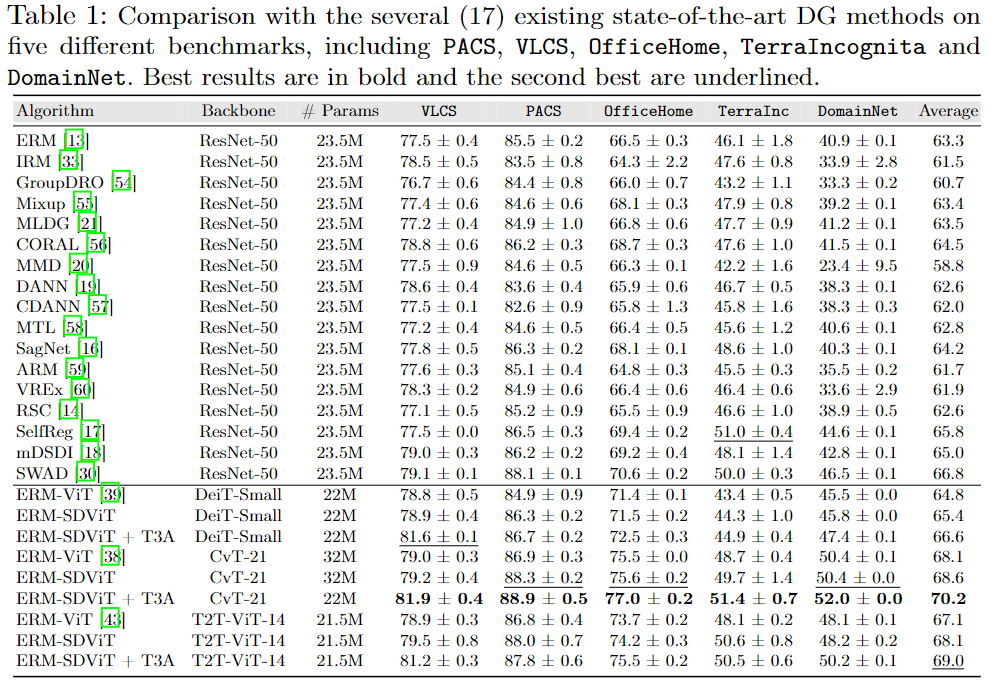 Table 1: Comparison with the several (17) existing state-of-the-art DG methods on
five different benchmarks, including PACS, VLCS, OfficeHome, TerraIncognita and
DomainNet. Best results are in bold and the second best are underlined.
Algorithm Backbone # Params VLCS PACS OfficeHome TerraInc DomainNet Average
ERM [13] ResNet-50 23.5M 77.5 ± 0.4 85.5 ± 0.2 66.5 ± 0.3 46.1 ± 1.8 40.9 ± 0.1 63.3
IRM [33] ResNet-50 23.5M 78.5 ± 0.5 83.5 ± 0.8 64.3 ± 2.2 47.6 ± 0.8 33.9 ± 2.8 61.5
GroupDRO [54] ResNet-50 23.5M 76.7 ± 0.6 84.4 ± 0.8 66.0 ± 0.7 43.2 ± 1.1 33.3 ± 0.2 60.7
Mixup [55] ResNet-50 23.5M 77.4 ± 0.6 84.6 ± 0.6 68.1 ± 0.3 47.9 ± 0.8 39.2 ± 0.1 63.4
MLDG [21] ResNet-50 23.5M 77.2 ± 0.4 84.9 ± 1.0 66.8 ± 0.6 47.7 ± 0.9 41.2 ± 0.1 63.5
CORAL [56] ResNet-50 23.5M 78.8 ± 0.6 86.2 ± 0.3 68.7 ± 0.3 47.6 ± 1.0 41.5 ± 0.1 64.5
MMD [20] ResNet-50 23.5M 77.5 ± 0.9 84.6 ± 0.5 66.3 ± 0.1 42.2 ± 1.6 23.4 ± 9.5 58.8
DANN [19] ResNet-50 23.5M 78.6 ± 0.4 83.6 ± 0.4 65.9 ± 0.6 46.7 ± 0.5 38.3 ± 0.1 62.6
CDANN [57] ResNet-50 23.5M 77.5 ± 0.1 82.6 ± 0.9 65.8 ± 1.3 45.8 ± 1.6 38.3 ± 0.3 62.0
MTL [58] ResNet-50 23.5M 77.2 ± 0.4 84.6 ± 0.5 66.4 ± 0.5 45.6 ± 1.2 40.6 ± 0.1 62.8
SagNet [16] ResNet-50 23.5M 77.8 ± 0.5 86.3 ± 0.2 68.1 ± 0.1 48.6 ± 1.0 40.3 ± 0.1 64.2
ARM [59] ResNet-50 23.5M 77.6 ± 0.3 85.1 ± 0.4 64.8 ± 0.3 45.5 ± 0.3 35.5 ± 0.2 61.7
VREx [60] ResNet-50 23.5M 78.3 ± 0.2 84.9 ± 0.6 66.4 ± 0.6 46.4 ± 0.6 33.6 ± 2.9 61.9
RSC [14] ResNet-50 23.5M 77.1 ± 0.5 85.2 ± 0.9 65.5 ± 0.9 46.6 ± 1.0 38.9 ± 0.5 62.6
SelfReg [17] ResNet-50 23.5M 77.5 ± 0.0 86.5 ± 0.3 69.4 ± 0.2 51.0 ± 0.4 44.6 ± 0.1 65.8
mDSDI [18] ResNet-50 23.5M 79.0 ± 0.3 86.2 ± 0.2 69.2 ± 0.4 48.1 ± 1.4 42.8 ± 0.1 65.0
SWAD [30] ResNet-50 23.5M 79.1 ± 0.1 88.1 ± 0.1 70.6 ± 0.2 50.0 ± 0.3 46.5 ± 0.1 66.8
ERM-ViT [39] DeiT-Small 22M 78.8 ± 0.5 84.9 ± 0.9 71.4 ± 0.1 43.4 ± 0.5 45.5 ± 0.0 64.8
ERM-SDViT DeiT-Small 22M 78.9 ± 0.4 86.3 ± 0.2 71.5 ± 0.2 44.3 ± 1.0 45.8 ± 0.0 65.4
ERM-SDViT + T3A DeiT-Small 22M 81.6 ± 0.1 86.7 ± 0.2 72.5 ± 0.3 44.9 ± 0.4 47.4 ± 0.1 66.6
ERM-ViT [38] CvT-21 32M 79.0 ± 0.3 86.9 ± 0.3 75.5 ± 0.0 48.7 ± 0.4 50.4 ± 0.1 68.1
ERM-SDViT CvT-21 32M 79.2 ± 0.4 88.3 ± 0.2 75.6 ± 0.2 49.7 ± 1.4 50.4 ± 0.0 68.6
ERM-SDViT + T3A CvT-21 22M 81.9 ± 0.4 88.9 ± 0.5 77.0 ± 0.2 51.4 ± 0.7 52.0 ± 0.0 70.2
ERM-ViT [43] T2T-ViT-14 21.5M 78.9 ± 0.3 86.8 ± 0.4 73.7 ± 0.2 48.1 ± 0.2 48.1 ± 0.1 67.1
ERM-SDViT T2T-ViT-14 21.5M 79.5 ± 0.8 88.0 ± 0.7 74.2 ± 0.3 50.6 ± 0.8 48.2 ± 0.2 68.1
ERM-SDViT + T3A T2T-ViT-14 21.5M 81.2 ± 0.3 87.8 ± 0.6 75.5 ± 0.2 50.5 ± 0.6 50.2 ± 0.1 69.0